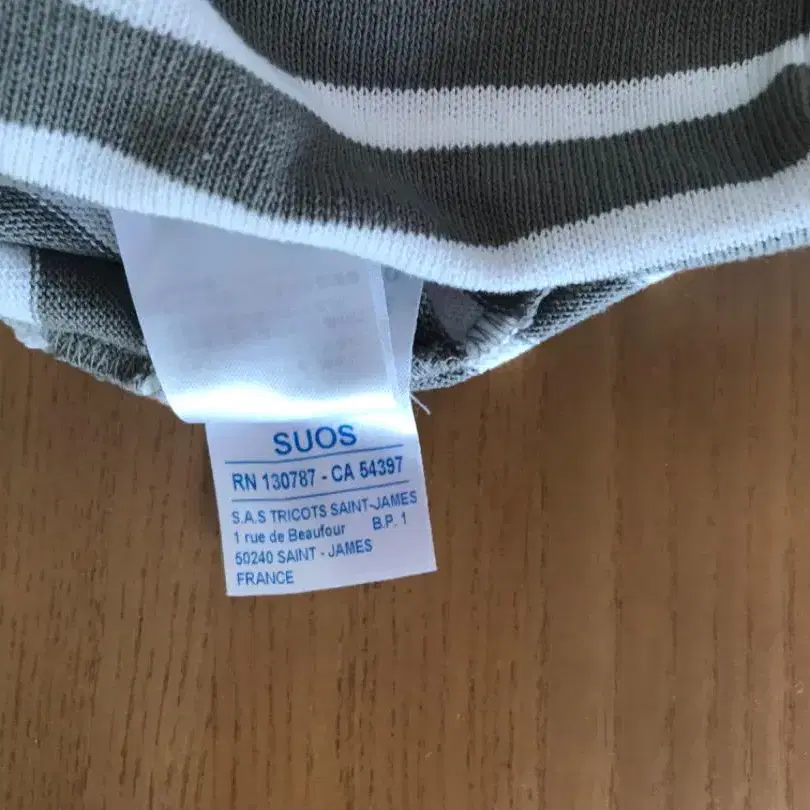 SUOS
RN 130787 - CA 54397
S.A.S TRICOTS SAINT-JAMES
1 rue de Beaufour B.P. 1
50240 SAINT - JAMES
FRANCE